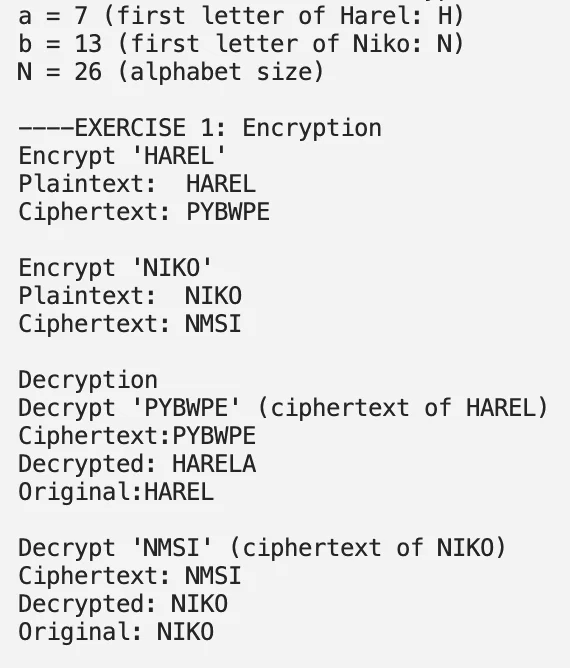 a = 7 (first letter of Harel: H)
b = 13 (first letter of Niko: N)
N = 26 (alphabet size)
----EXERCISE 1: Encryption
Encrypt 'HAREL'
Plaintext:  HAREL
Ciphertext: PYBWPE
Encrypt 'NIKO'
Plaintext:  NIKO
Ciphertext: NMSI
Decryption
Decrypt 'PYBWPE' (ciphertext of HAREL)
Ciphertext:PYBWPE
Decrypted: HARELA
Original:HAREL
Decrypt 'NMSI' (ciphertext of NIKO)
Ciphertext: NMSI
Decrypted: NIKO
Original: NIKO